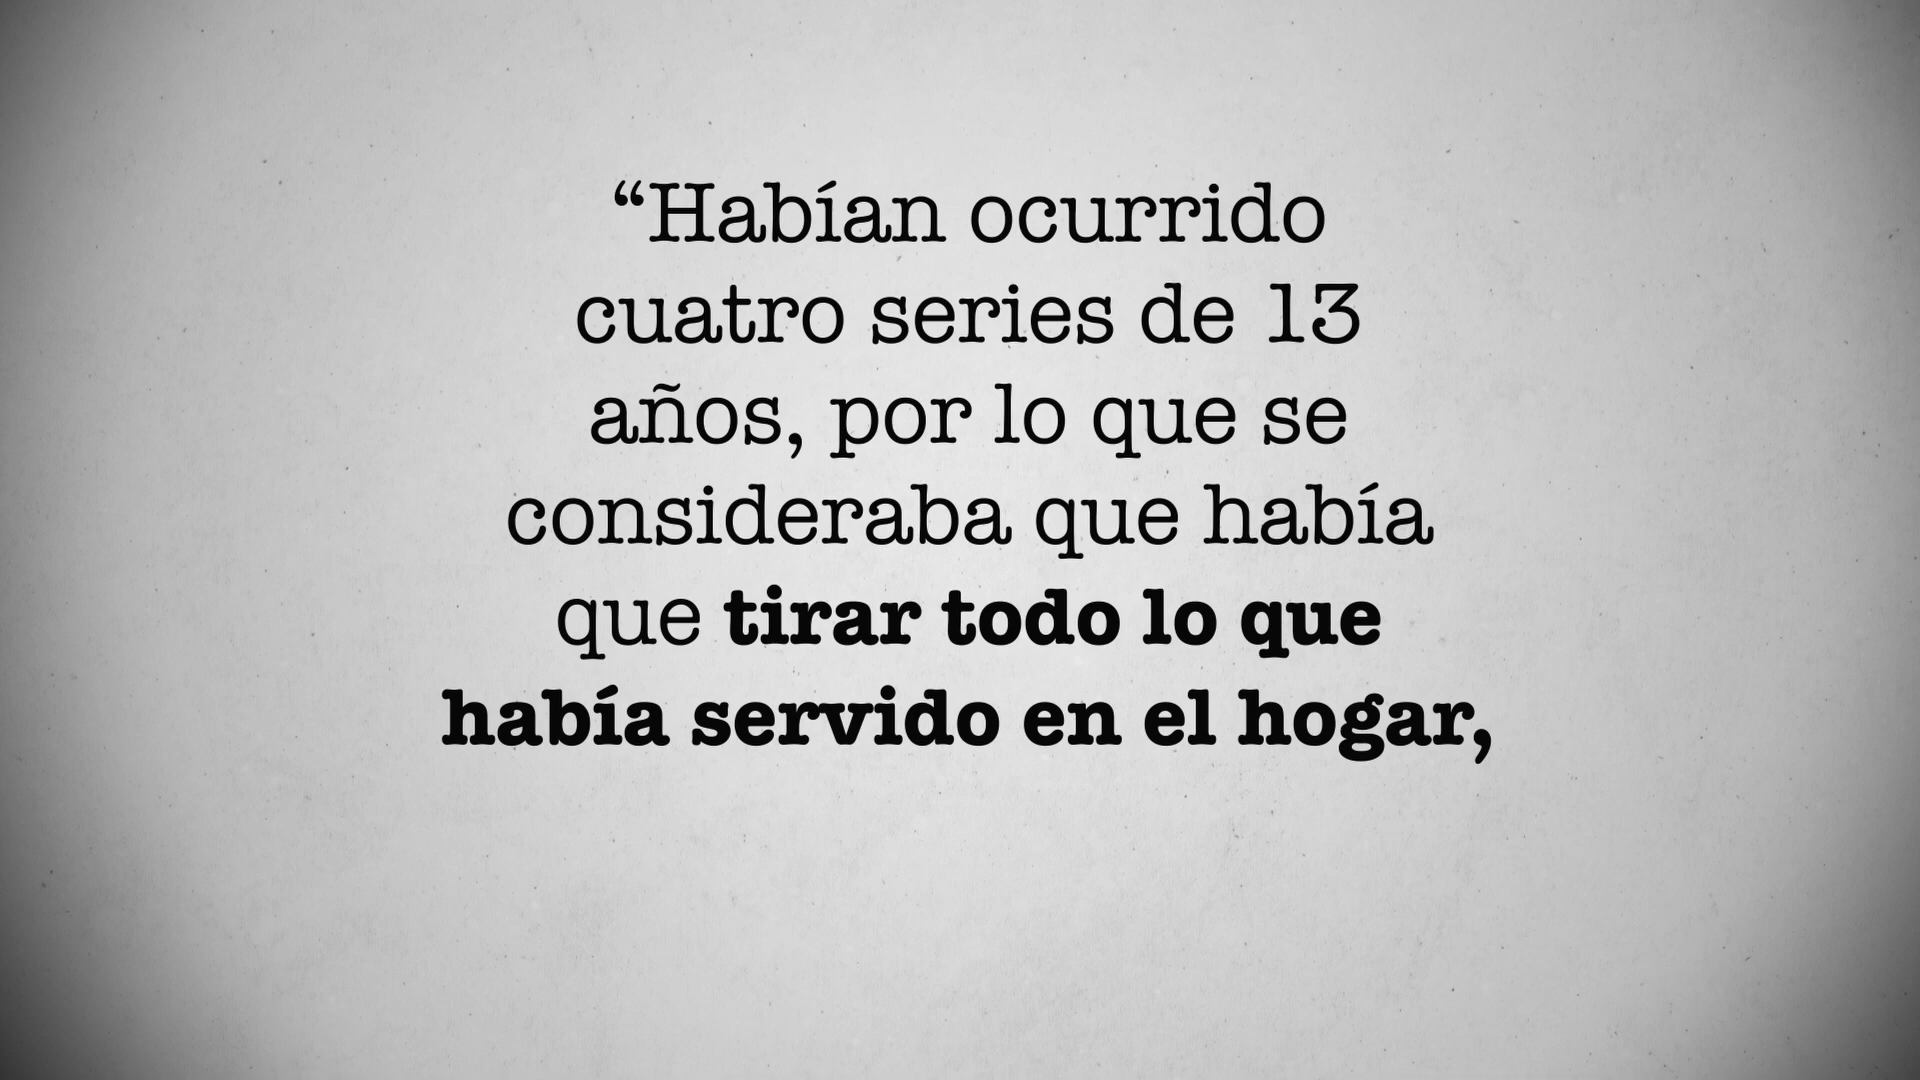 “Habían ocurrido
cuatro series de 13
años, por lo que se
consideraba que había
que tirar todo lo que
había servido en el hogar,